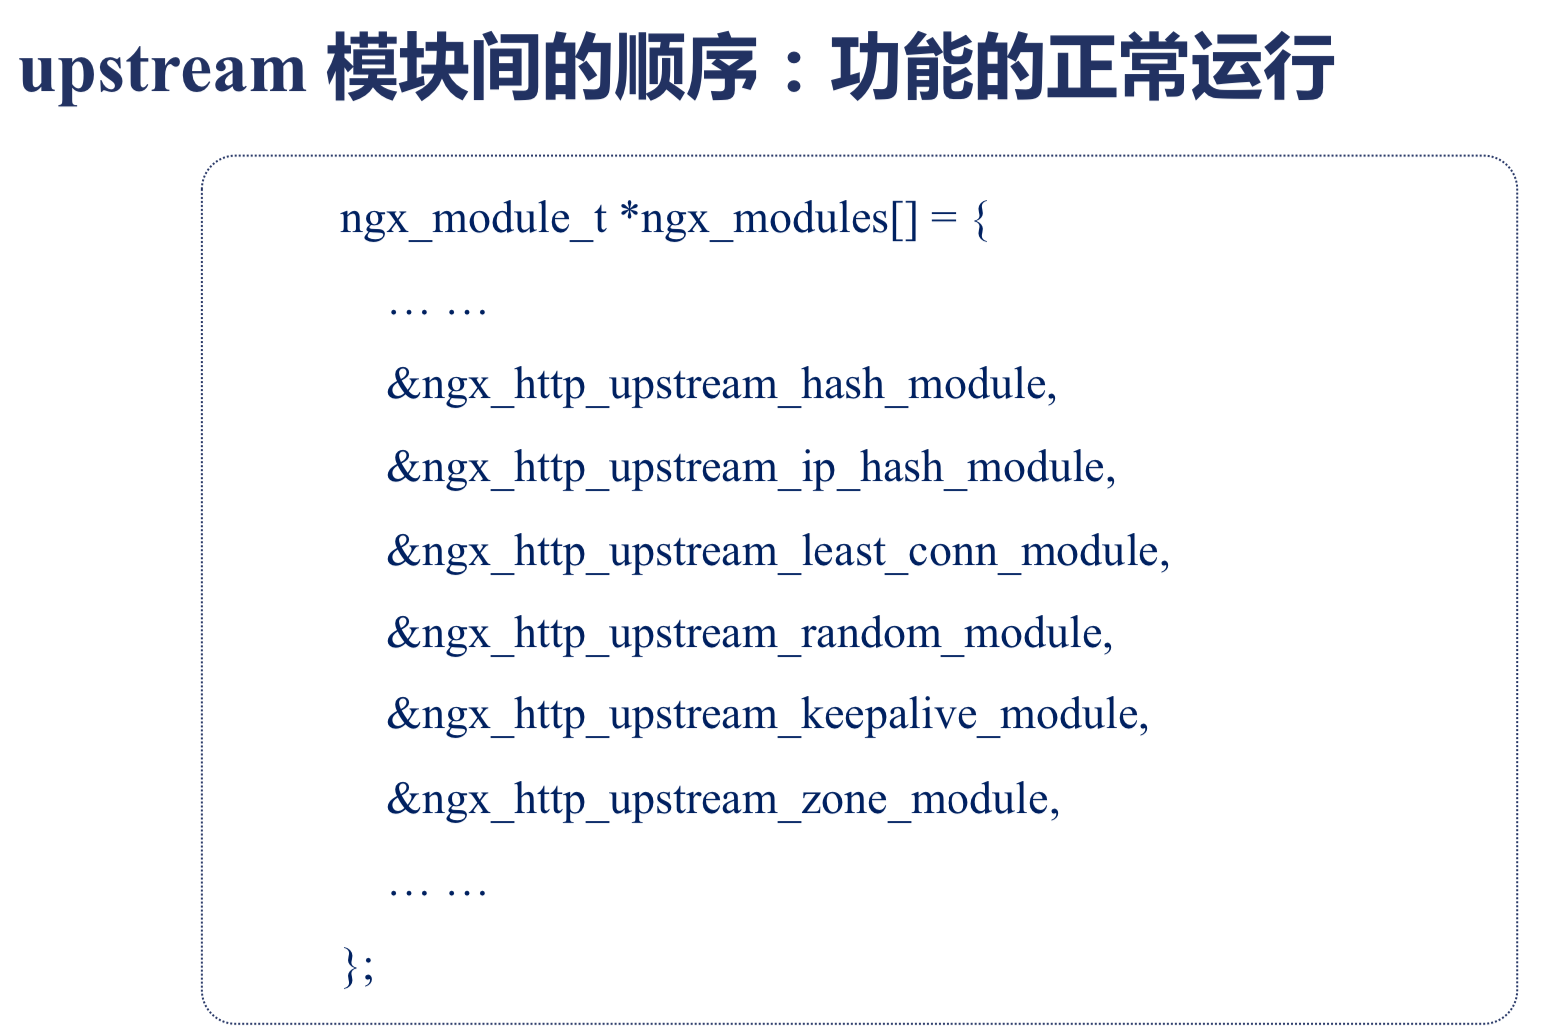 upstream 模块间的顺序：功能的正常运行
ngx_module_t *ngx_modules[] = {
… …
&ngx_http_upstream_hash_module,
&ngx_http_upstream_ip_hash_module,
&ngx_http_upstream_least_conn_module,
&ngx_http_upstream_random_module,
&ngx_http_upstream_keepalive_module,
&ngx_http_upstream_zone_module,
… …
};